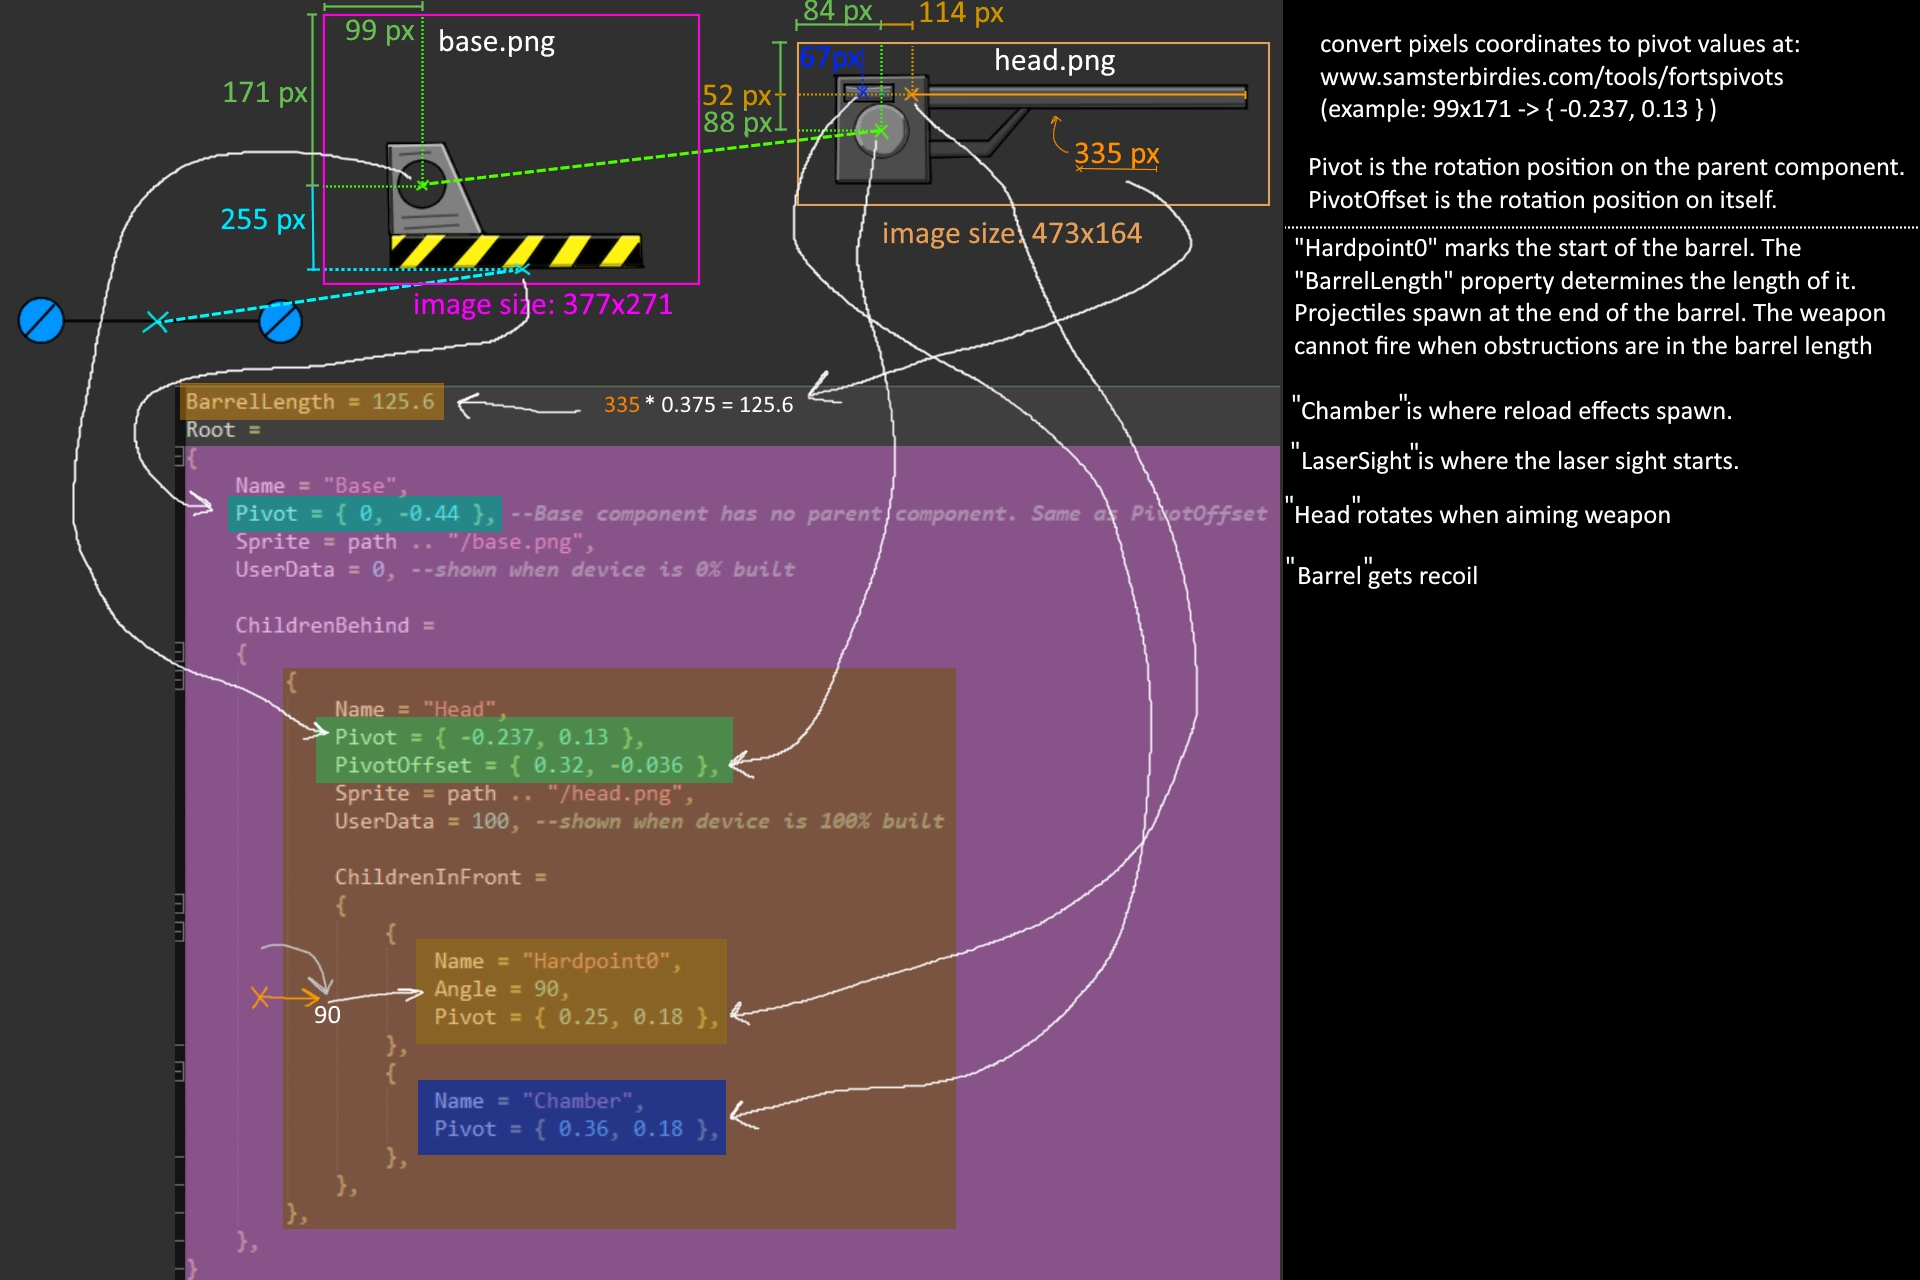 84 px
114 px
99 px
base.png
67px
head.png
171 px
52 px
88 px
335 px
255 px
image size: 473x164
image size: 377x271
BarrelLength = 125.6
335 * 0.375 = 125.6
Root =
{
Name = "Base",
Pivot = { 0, -0.44 }, --Base component has no parent component. Same as PivotOffset
Sprite = path .. "/base.png",
UserData = 0, --shown when device is 0% built
ChildrenBehind =
{
{
Name = "Head",
Pivot = { -0.237, 0.13 },
PivotOffset = { 0.32, -0.036 },
Sprite = path .. "/head.png",
UserData = 100, --shown when device is 100% built
ChildrenInFront =
{
{
Name = "Hardpoint0",
Angle = 90,
90
Pivot = { 0.25, 0.18 },
},
{
Name = "Chamber",
Pivot = { 0.36, 0.18 },
},
},
},
},
}
convert pixels coordinates to pivot values at:
www.samsterbirdies.com/tools/fortspivots
(example: 99x171 -> { -0.237, 0.13 } )
Pivot is the rotation position on the parent component.
PivotOffset is the rotation position on itself.
"Hardpoint0" marks the start of the barrel. The
"BarrelLength" property determines the length of it.
Projectiles spawn at the end of the barrel. The weapon
cannot fire when obstructions are in the barrel length
"Chamber"is where reload effects spawn.
"LaserSight"is where the laser sight starts.
"Head"rotates when aiming weapon
"Barrel"gets recoil